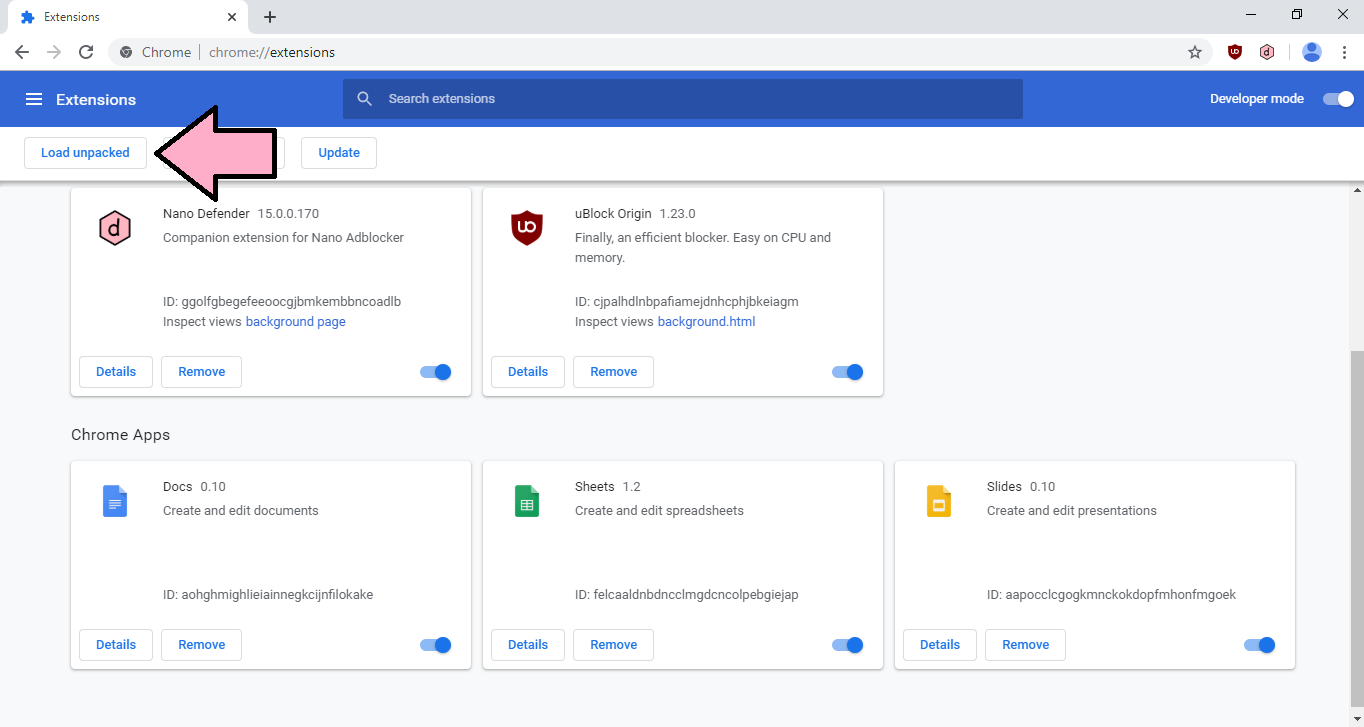 Extensions
Chrome chrome://extensions
Extensions
Search extensions
Developer mode
Load unpacked
Update
Nano Defender 15.0.0.170
Companion extension for Nano Adblocker
ID: ggolfgbegefeeoocgjbmkembbncoadlb
Inspect views background page
Details
Remove
uBlock Origin 1.23.0
Finally, an efficient blocker. Easy on CPU and
memory.
ID: cjpalhdlnbpafiamejdnhcphjbkeiagm
Inspect views background.html
Details
Remove
Chrome Apps
Docs 0.10
Create and edit documents
ID: aohghmighlieiainnegkcijnfilokake
Details
Remove
Sheets 1.2
Create and edit spreadsheets
ID: felcaaldnbdncclmgdcncolpebgiejap
Details
Remove
Slides 0.10
Create and edit presentations
ID: aapocclcgogkmnckokdopfmhonfmgoek
Details
Remove